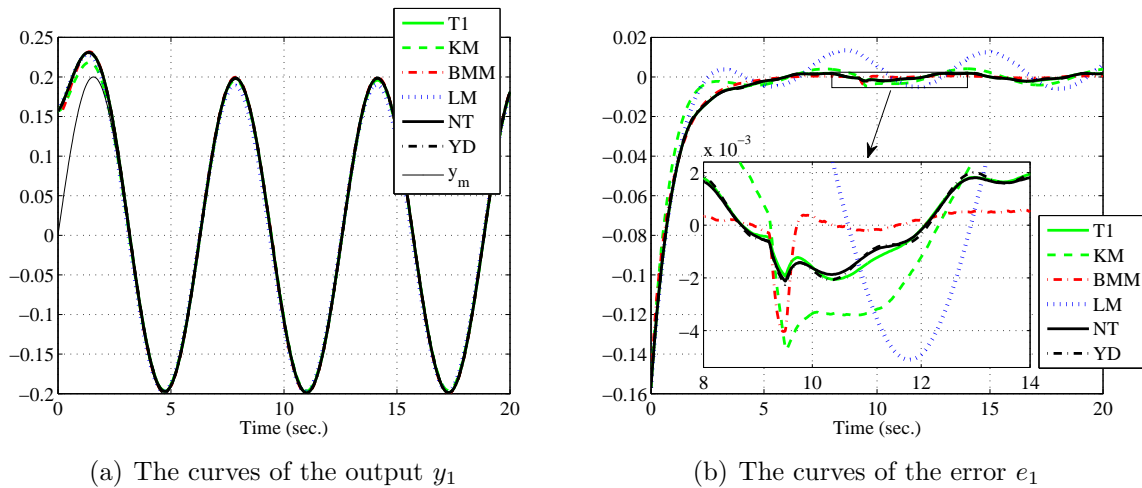 T1
KM
BMM
LM
NT
YD
y_m
0.25
0.2
0.15
0.1
0.05
0
−0.05
−0.1
−0.15
−0.2
0 5 10 15 20
Time (sec.)
(a) The curves of the output y1
0.02
0
−0.02
−0.04
−0.06
−0.08
−0.1
−0.12
−0.14
−0.16
0 5 10 15 20
Time (sec.)
x 10−3
2
0
−2
−4
8 10 12 14
T1
KM
BMM
LM
NT
YD
(b) The curves of the error e1